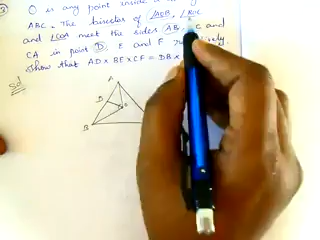 O is any point inside a
ABC. The bisector of ∠AOB, ∠BOC
and ∠COA meet the sides AB, C and
CA in point D, E and F
Show that AD × BE × CF = DB ×
Sol
A
D
O
B